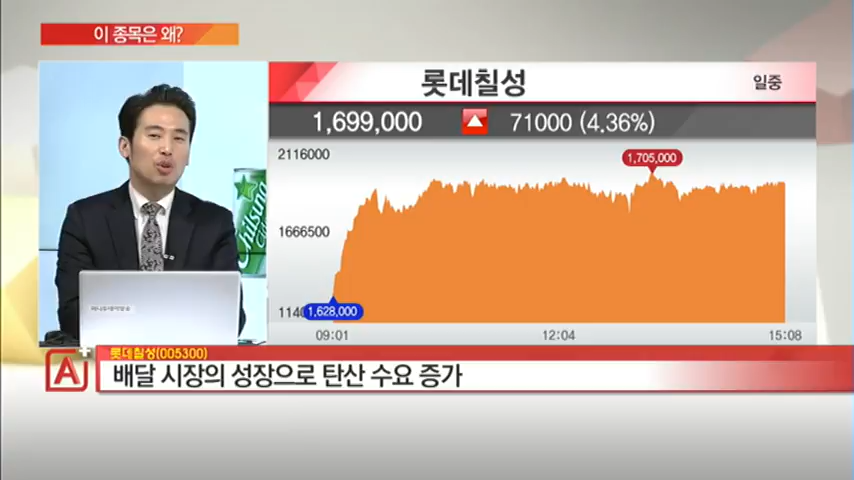 이 종목은 왜?
롯데칠성
일중
1,699,000
71000 (4.36%)
2116000
1,705,000
1666500
1140
1,628,000
09:01
12:04
15:08
Chilsung
Cider
A+
롯데칠성(005300)
배달 시장의 성장으로 탄산 수요 증가